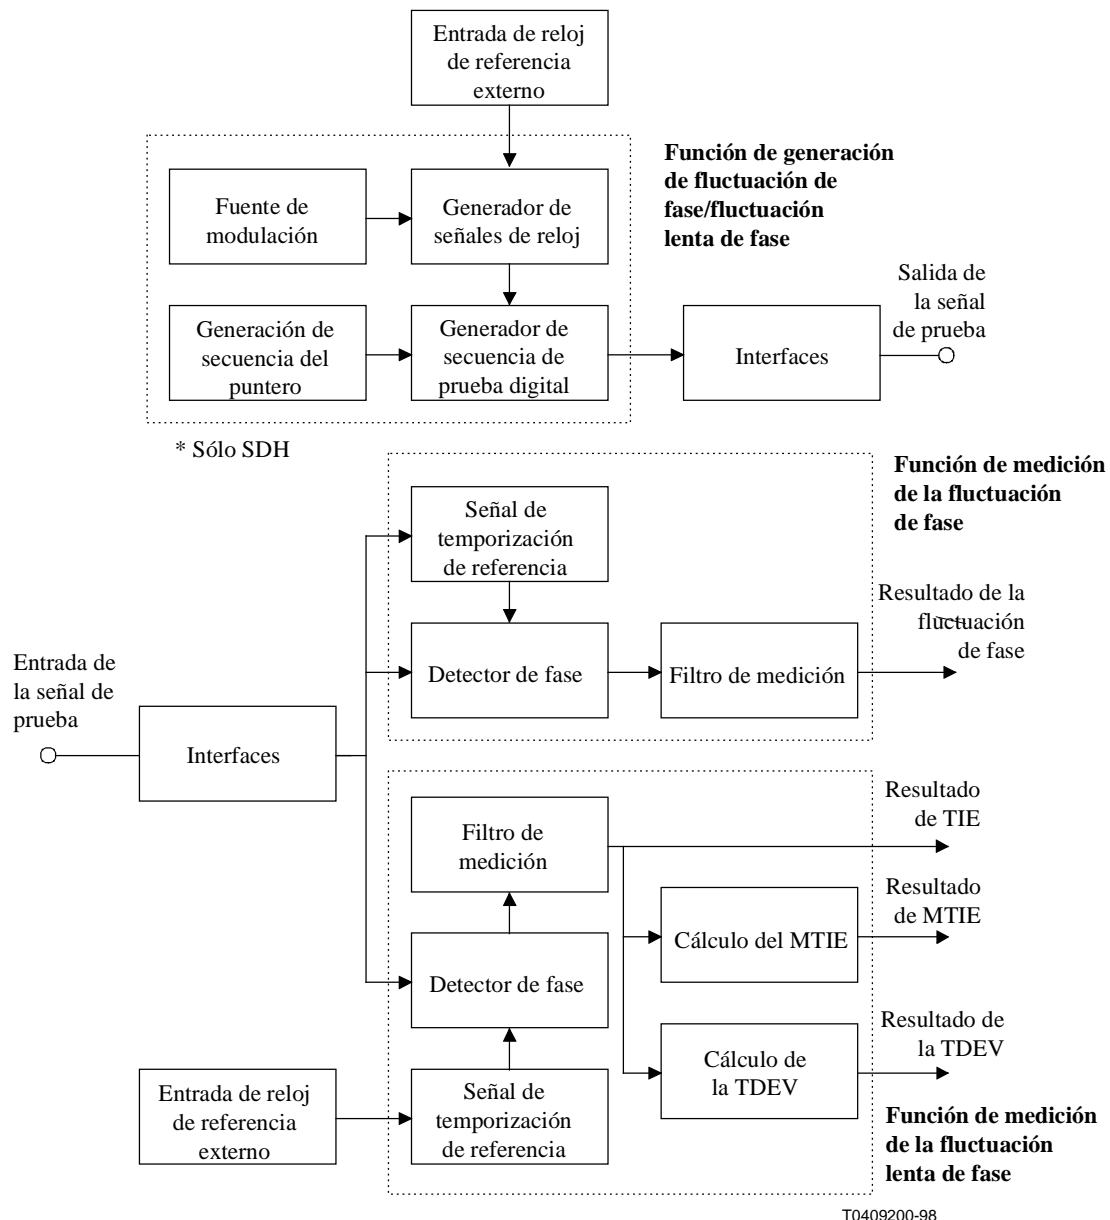 Entrada de reloj
de referencia
externo
Función de generación
de fluctuación de
fase/fluctuación
lenta de fase
Fuente de
modulación
Generador de
señales de reloj
Salida de
la señal
de prueba
Generación de
secuencia del
puntero
Generador de
secuencia de
prueba digital
Interfaces
* Sólo SDH
Función de medición
de la fluctuación
de fase
Señal de
temporización
de referencia
Resultado de la
fluctuación
de fase
Detector de fase
Filtro de medición
Entrada de
la señal de
prueba
Interfaces
Resultado
de TIE
Filtro de
medición
Resultado
de MTIE
Cálculo del MTIE
Detector de fase
Resultado de
la TDEV
Cálculo de
la TDEV
Entrada de reloj
de referencia
externo
Señal de
temporización
de referencia
Función de medición
de la fluctuación
lenta de fase
T0409200-98